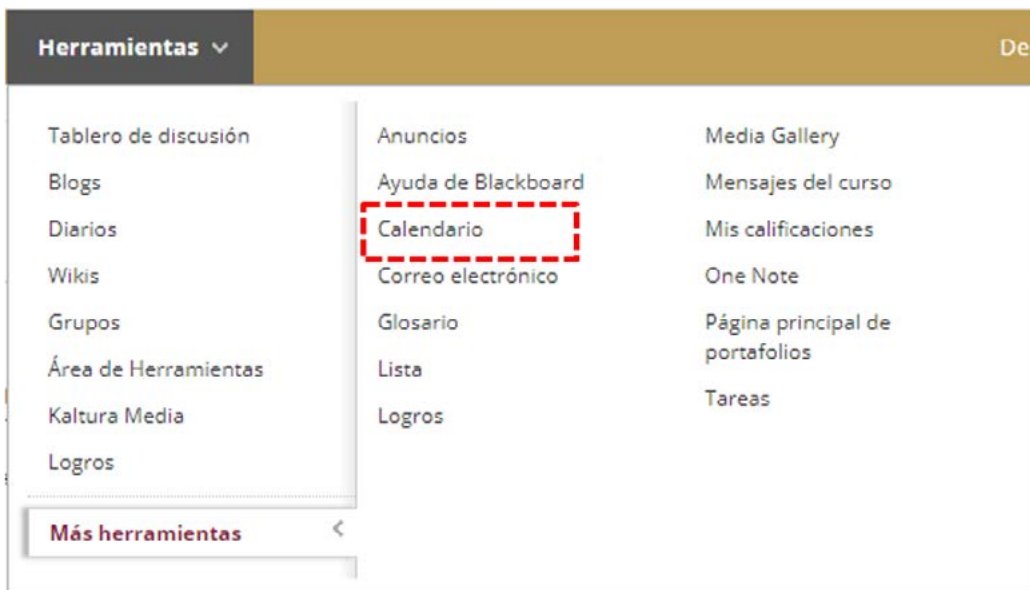 Herramientas
De
Tablero de discusión
Blogs
Diarios
Wikis
Grupos
Área de Herramientas
Kaltura Media
Logros
Más herramientas
Anuncios
Ayuda de Blackboard
Calendario
Correo electrónico
Glosario
Lista
Logros
Media Gallery
Mensajes del curso
Mis calificaciones
One Note
Página principal de
portafolios
Tareas